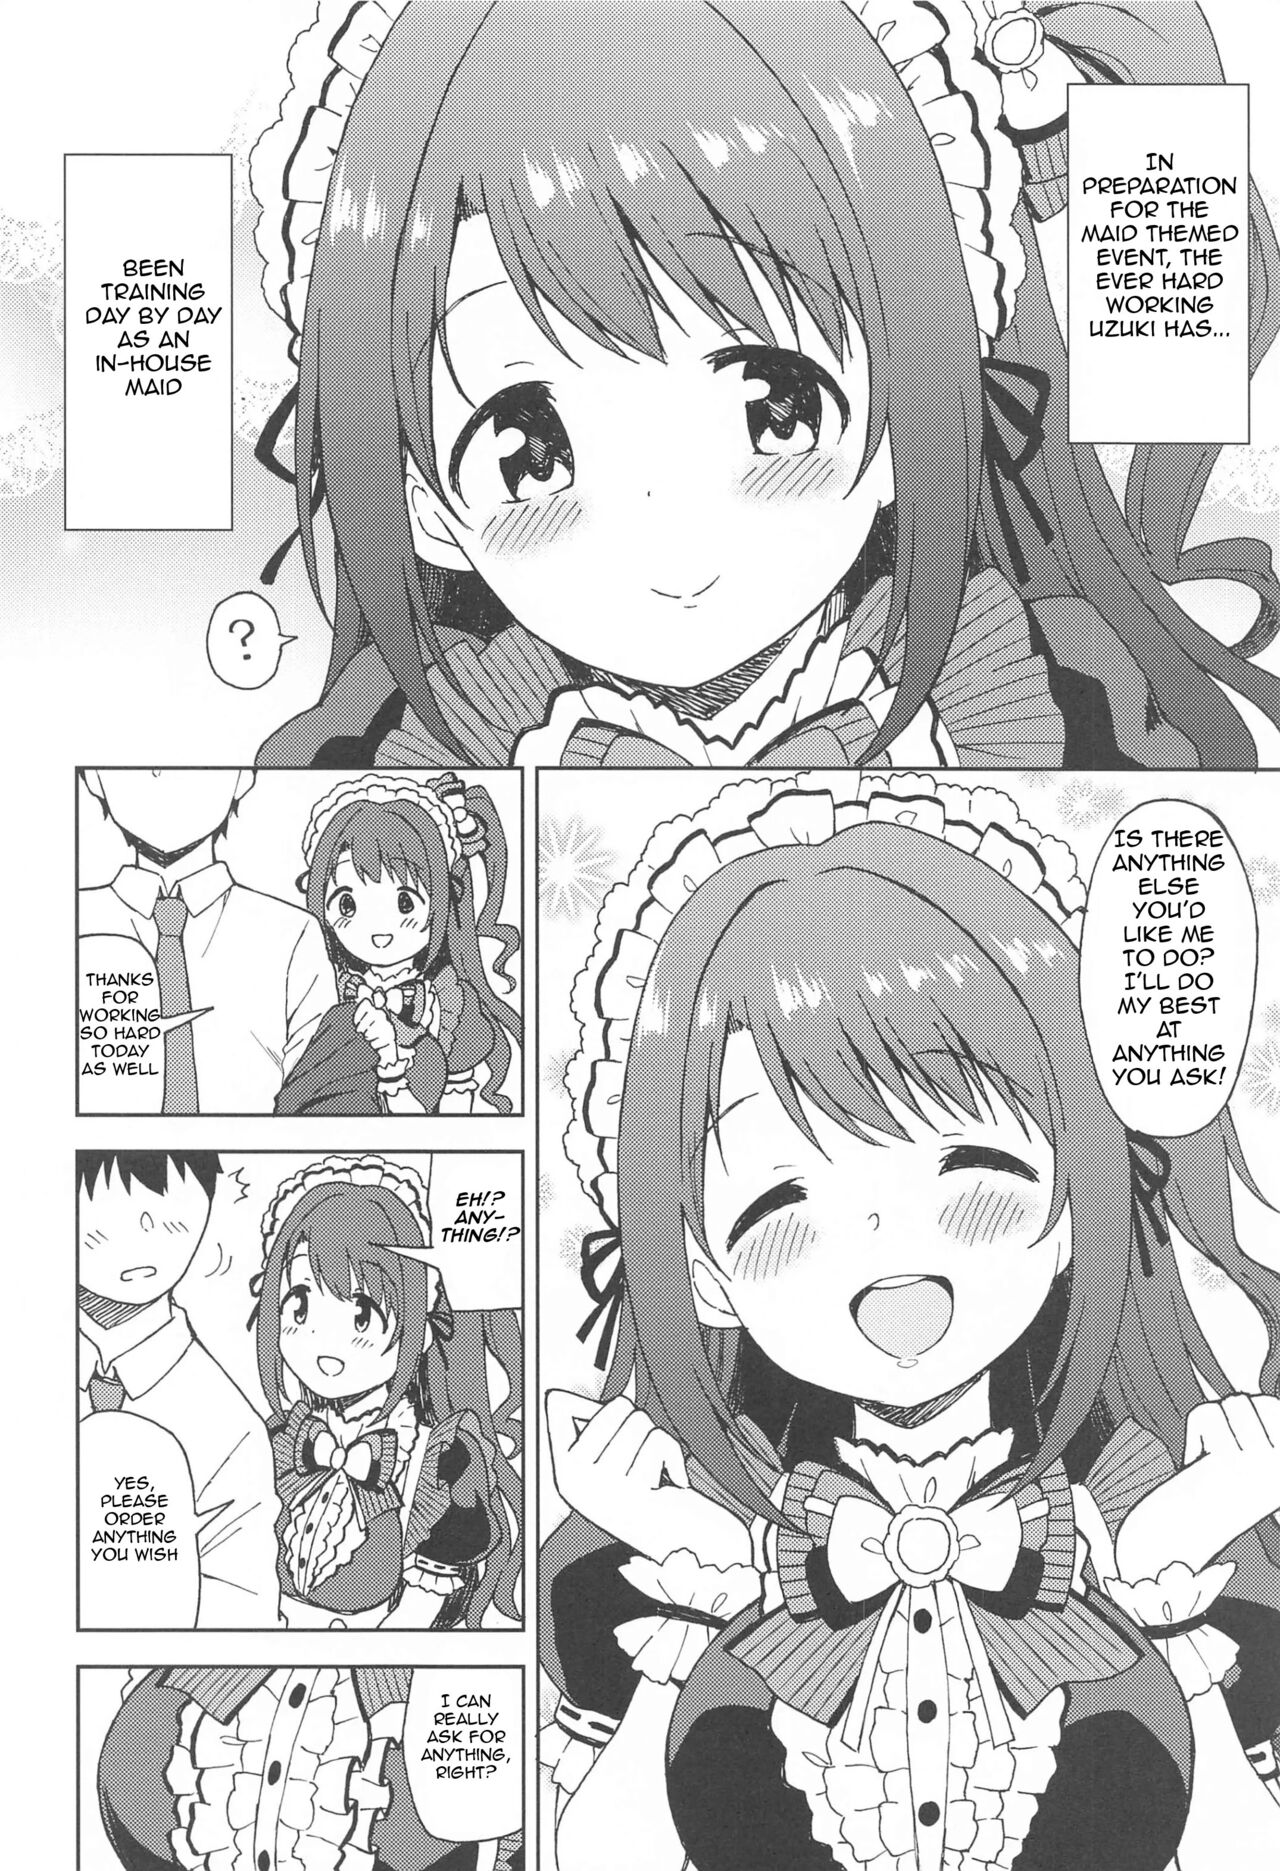 IN
PREPARATION
FOR THE
MAID THEMED
EVENT, THE
EVER HARD
WORKING
UZUKI HAS...
BEEN
TRAINING
DAY BY DAY
AS AN
IN-HOUSE
MAID
?
IS THERE
ANYTHING
ELSE
YOU'D
LIKE ME
TO DO?
I'LL DO
MY BEST
AT
ANYTHING
YOU ASK!
THANKS
FOR
WORKING
SO HARD
TODAY
AS WELL
EH!?
ANY-
THING!?
YES,
PLEASE
ORDER
ANYTHING
YOU WISH
I CAN
REALLY
ASK FOR
ANYTHING,
RIGHT?